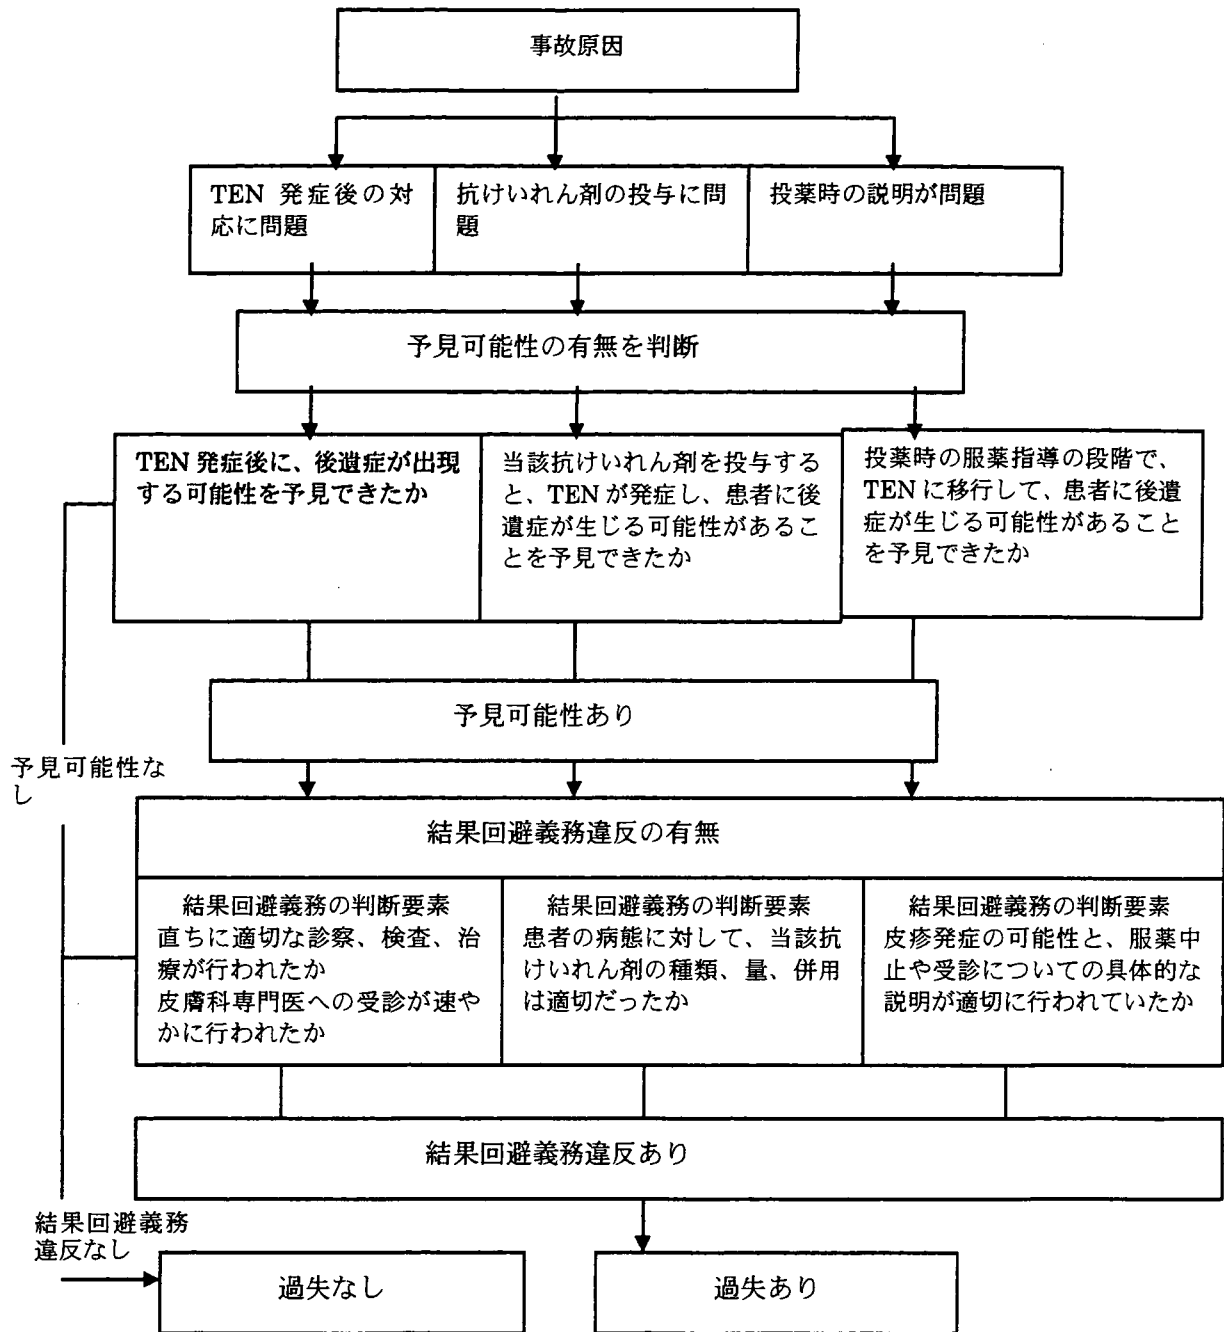 事故原因
TEN 発症後の対
応に問題
抗けいれん剤の投与に問
題
投薬時の説明が問題
予見可能性の有無を判断
TEN 発症後に、後遺症が出現
する可能性を予見できたか
当該抗けいれん剤を投与する
と、TEN が発症し、患者に後
遺症が生じる可能性があるこ
とを予見できたか
投薬時の服薬指導の段階で、
TEN に移行して、患者に後遺
症が生じる可能性があること
を予見できたか
予見可能性あり
予見可能性な
し
結果回避義務違反の有無
結果回避義務の判断要素
直ちに適切な診察、検査、治
療が行われたか
皮膚科専門医への受診が速や
かに行われたか
結果回避義務の判断要素
患者の病態に対して、当該抗
けいれん剤の種類、量、併用
は適切だったか
結果回避義務の判断要素
皮疹発症の可能性と、服薬中
止や受診についての具体的な
説明が適切に行われていたか
結果回避義務違反あり
結果回避義務
違反なし
過失なし
過失あり